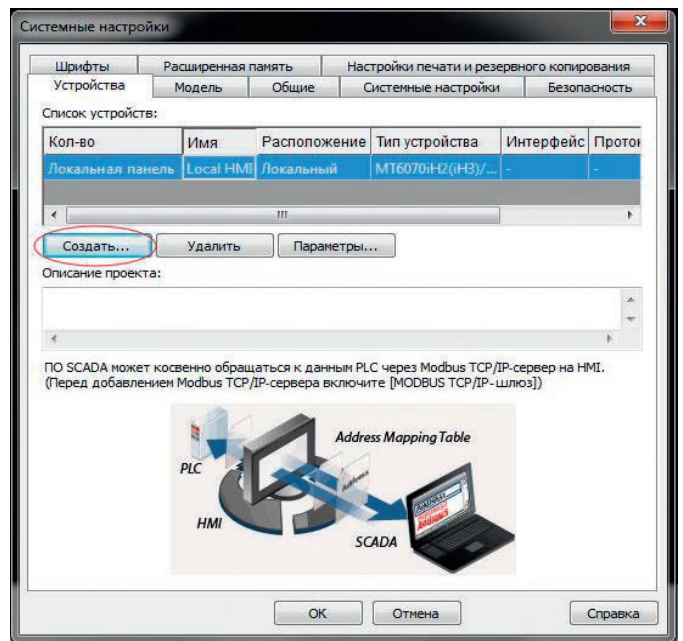 Системные настройки
Шрифты Расширенная память Настройки печати и резервного копирования
Устройства Модель Общие Системные настройки Безопасность
Список устройств:
Кол-во Имя Расположение Тип устройства Интерфейс Проток
Локальная панель Local HMI Локальный MT6070iH2(iH3)/... - -
Создать... Удалить Параметры...
Описание проекта:
ПО SCADA может косвенно обращаться к данным PLC через Modbus TCP/IP-сервер на HMI.
(Перед добавлением Modbus TCP/IP-сервера включите [MODBUS TCP/IP-шлюз])
Address Mapping Table
PLC
HMI
SCADA
OK Отмена Справка